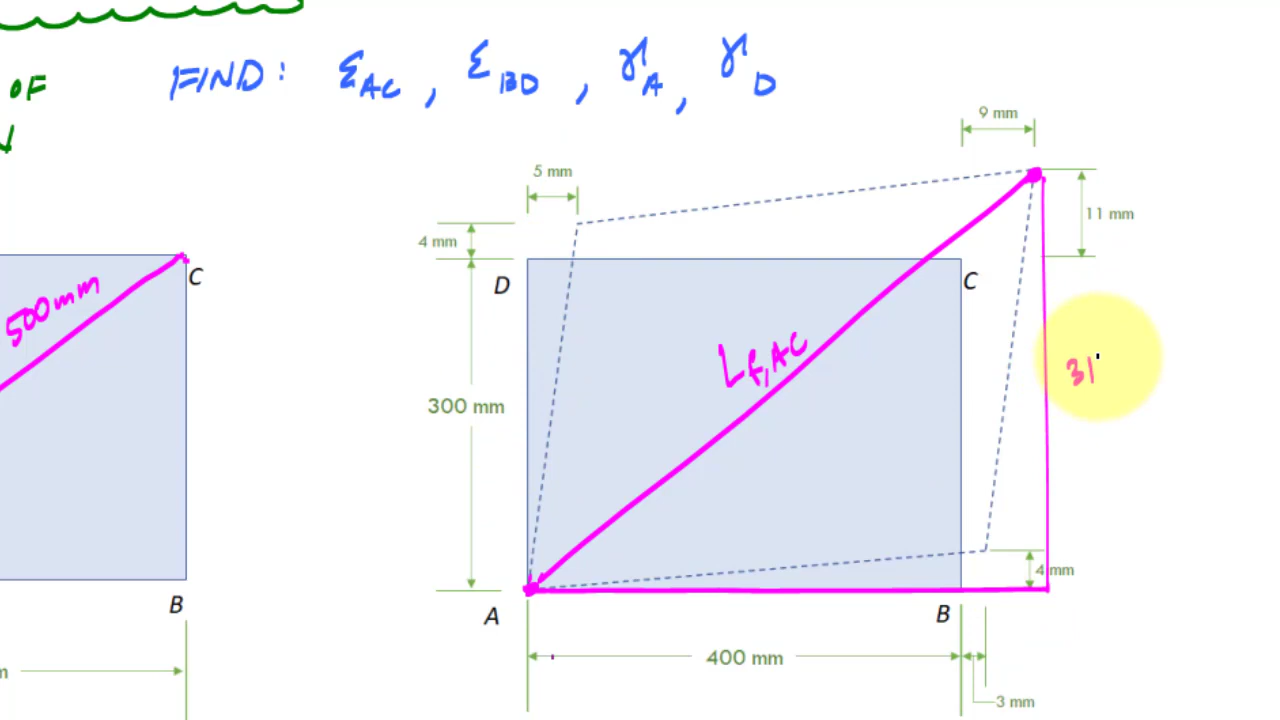 OF
FIND: εAC, εBD, γA, γD
9 mm
5 mm
11 mm
4 mm
D
C
C
500mm
Lf,AC
31
300 mm
4 mm
B
A
B
400 mm
3 mm